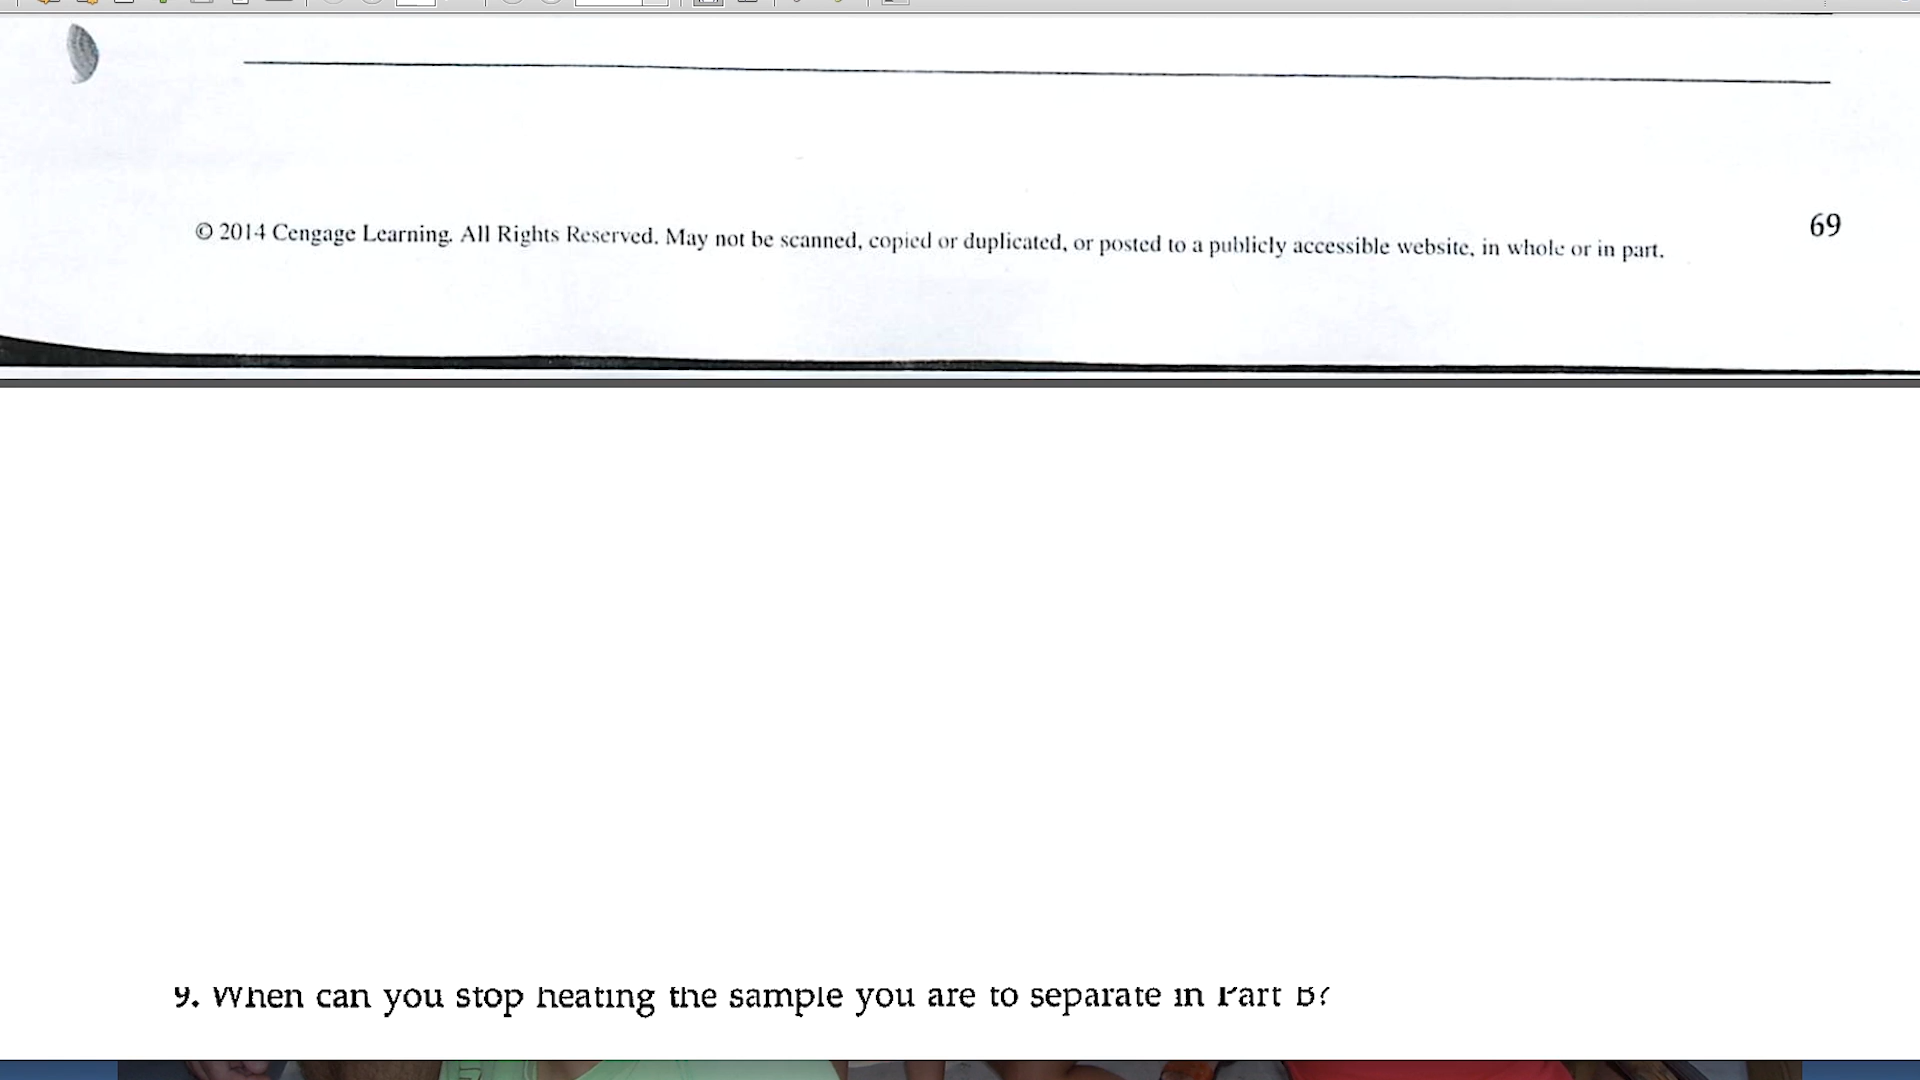 69
© 2014 Cengage Learning. All Rights Reserved. May not be scanned, copied or duplicated, or posted to a publicly accessible website, in whole or in part.
9. When can you stop heating the sample you are to separate in Part B?